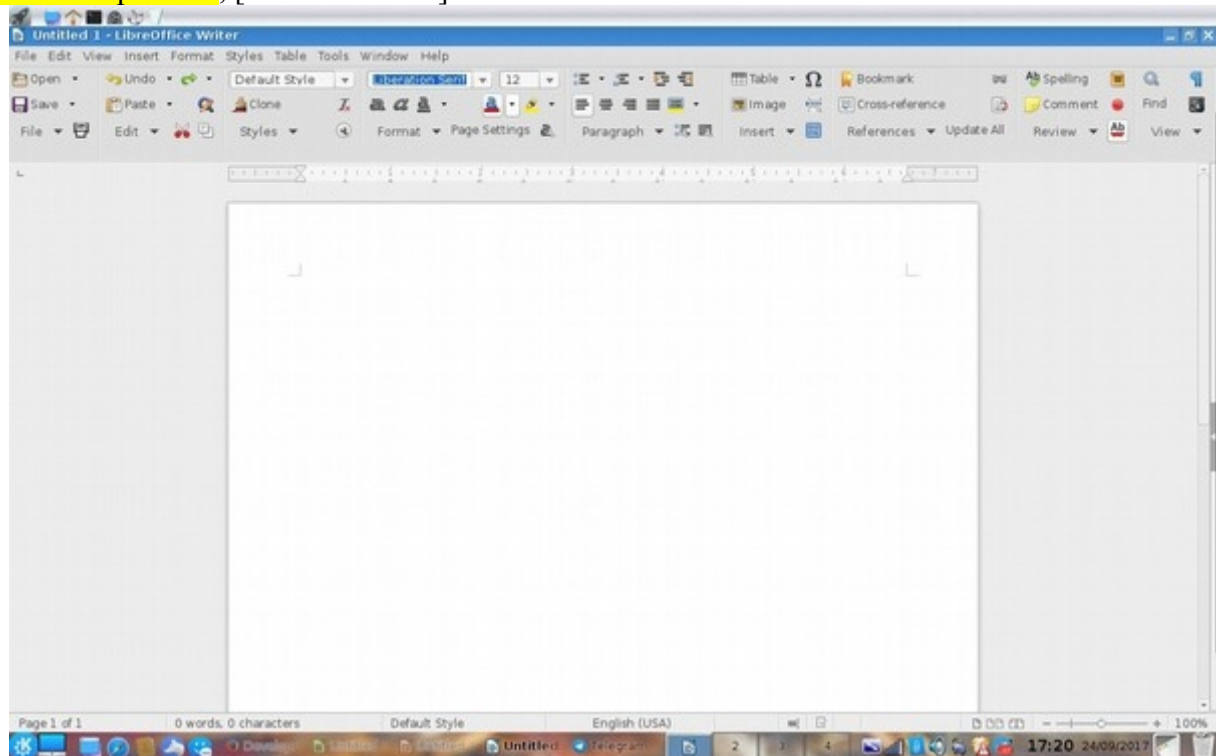 Untitled 1 - LibreOffice Writer
File Edit View Insert Format Styles Table Tools Window Help
Open Undo Default Style Liberation Seri 12 Table Ω Bookmark Spelling
Save Paste Clone Image Cross-reference Comment Find
File Edit Styles Format Page Settings Paragraph Insert References Update All Review View
Page 1 of 1 0 words, 0 characters Default Style English (USA) 100%
Untitled Telegram 2 3 4 17:20 24/09/2017